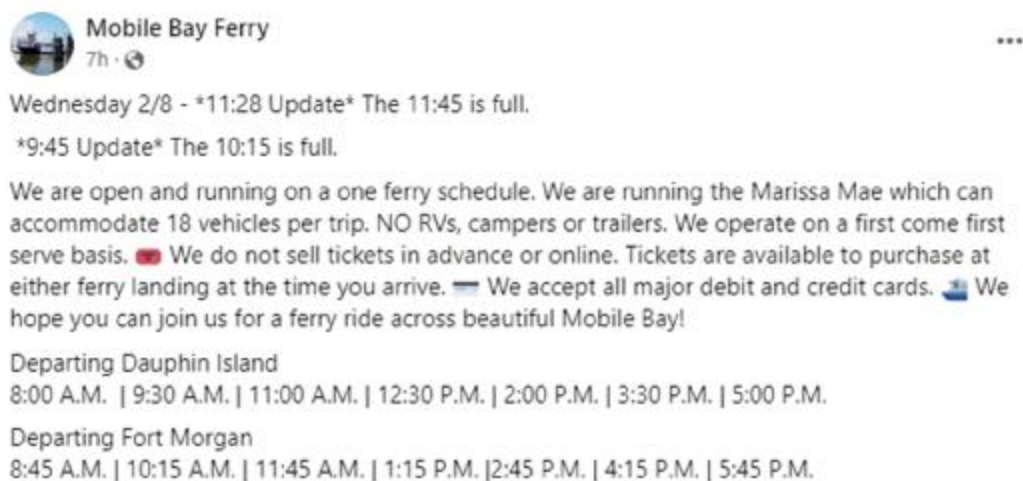 Mobile Bay Ferry
7h ·
Wednesday 2/8 - *11:28 Update* The 11:45 is full.
*9:45 Update* The 10:15 is full.
We are open and running on a one ferry schedule. We are running the Marissa Mae which can
accommodate 18 vehicles per trip. NO RVs, campers or trailers. We operate on a first come first
serve basis. 🎟️ We do not sell tickets in advance or online. Tickets are available to purchase at
either ferry landing at the time you arrive. 💳 We accept all major debit and credit cards. ⛴️ We
hope you can join us for a ferry ride across beautiful Mobile Bay!
Departing Dauphin Island
8:00 A.M. | 9:30 A.M. | 11:00 A.M. | 12:30 P.M. | 2:00 P.M. | 3:30 P.M. | 5:00 P.M.
Departing Fort Morgan
8:45 A.M. | 10:15 A.M. | 11:45 A.M. | 1:15 P.M. |2:45 P.M. | 4:15 P.M. | 5:45 P.M.